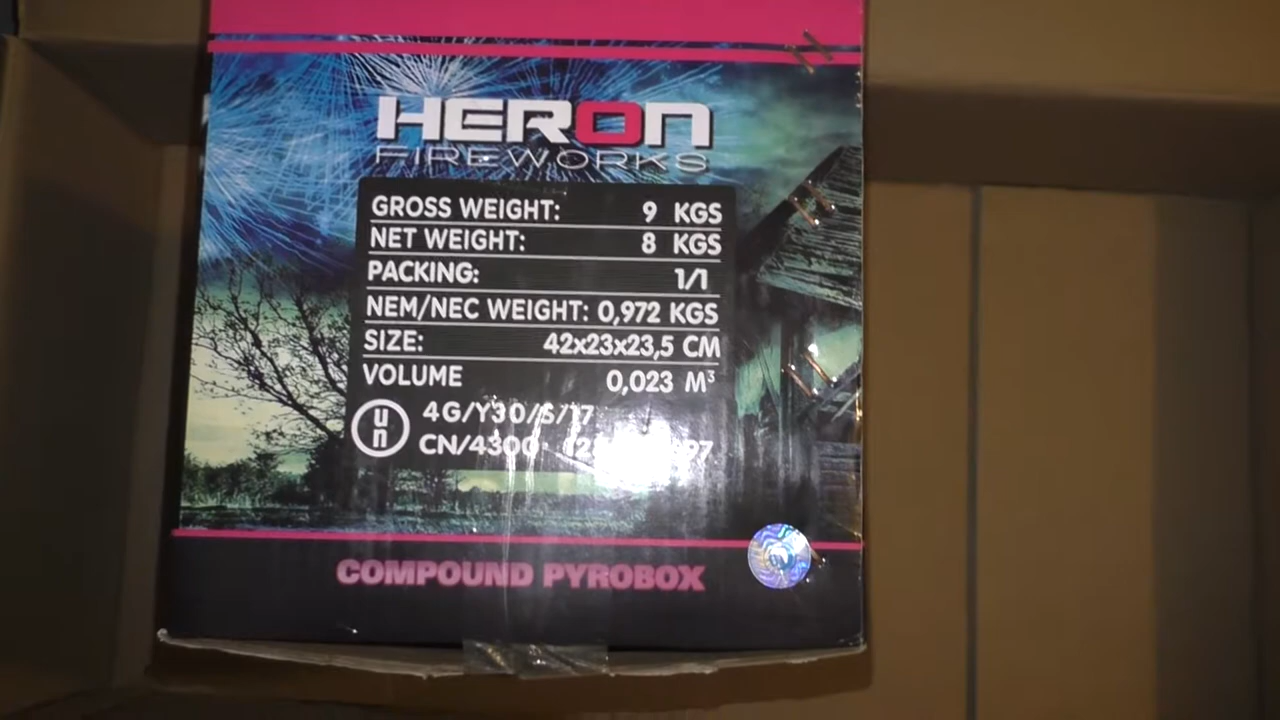 HERON
FIREWORKS
GROSS WEIGHT: 9 KGS
NET WEIGHT: 8 KGS
PACKING: 1/1
NEM/NEC WEIGHT: 0,972 KGS
SIZE: 42x23x23,5 CM
VOLUME 0,023 M³
un
4G/Y30/S/17
CN/4300
COMPOUND PYROBOX